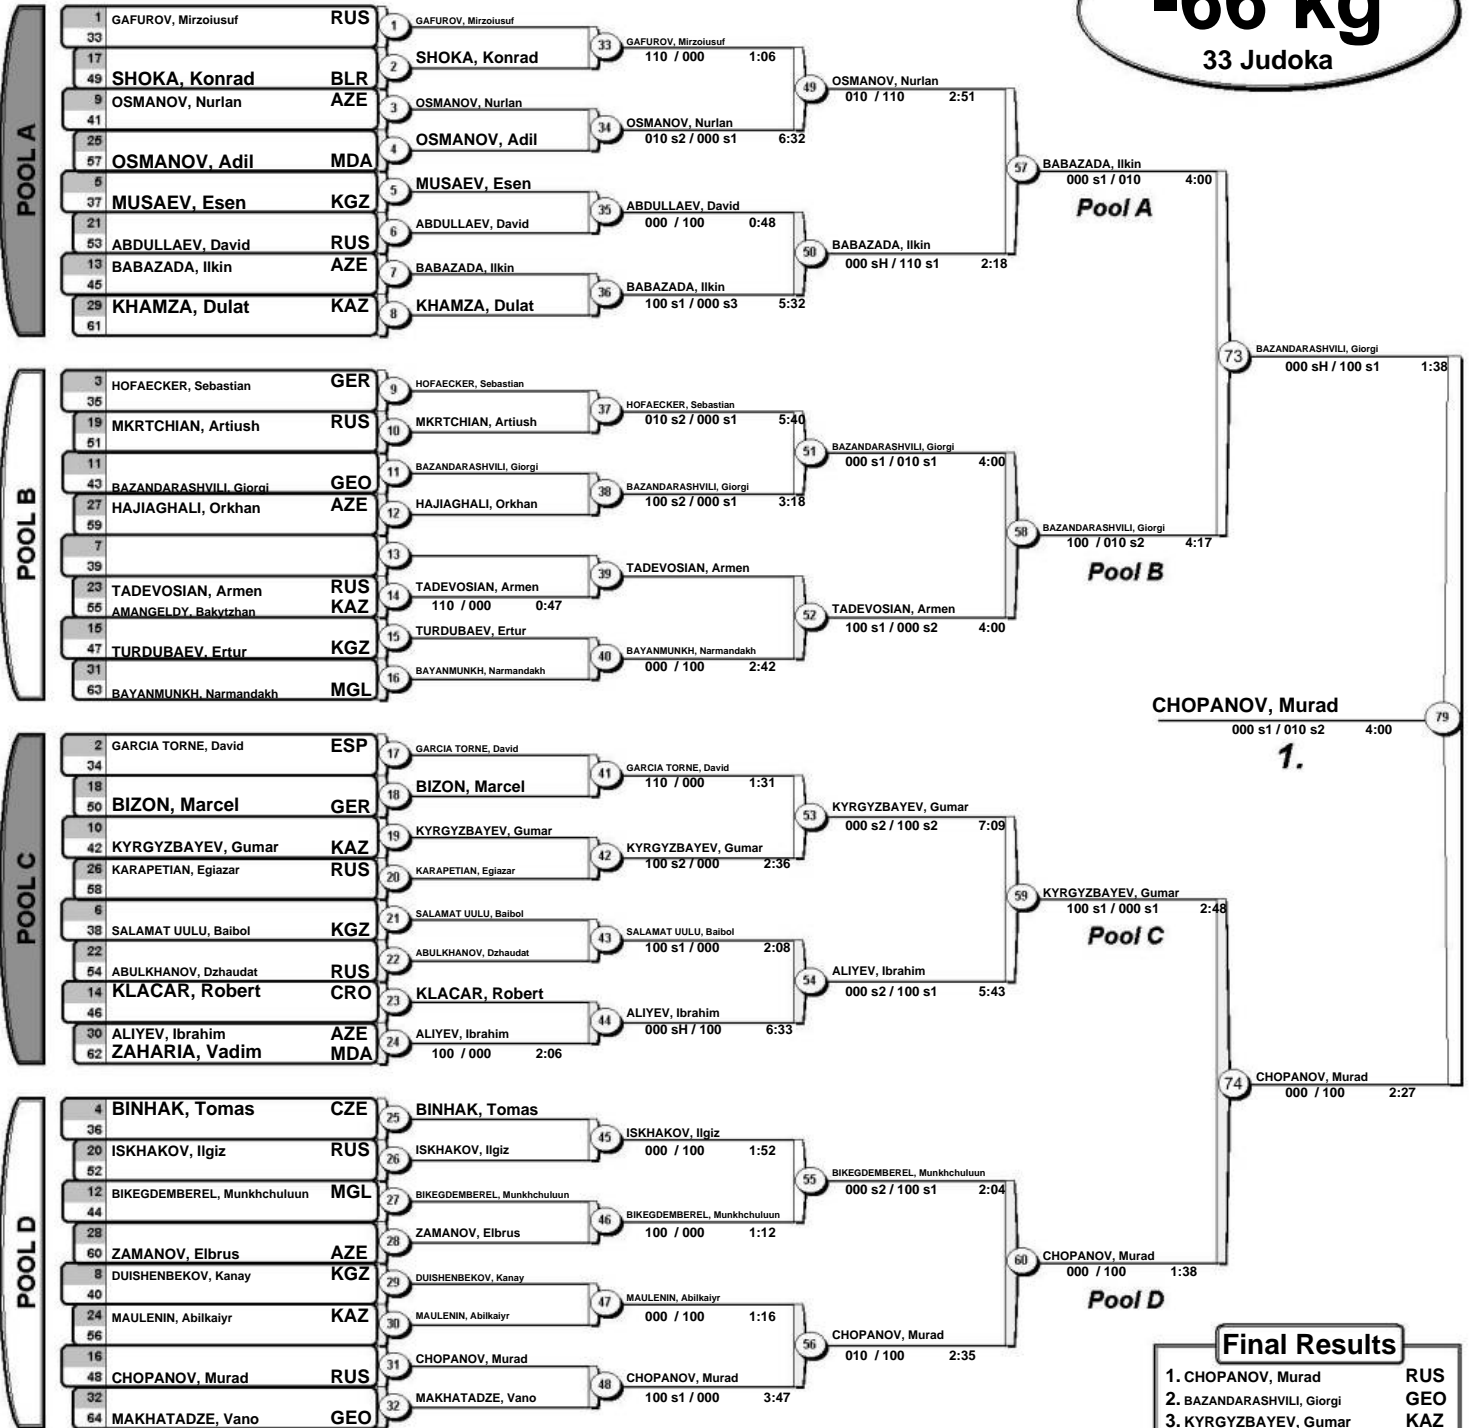 -66 kg
33 Judoka
POOL A
1 GAFUROV, Mirzoiusuf RUS
33
17
49 SHOKA, Konrad BLR
9 OSMANOV, Nurlan AZE
41
25
57 OSMANOV, Adil MDA
5
37 MUSAEV, Esen KGZ
21
53 ABDULLAEV, David RUS
13 BABAZADA, Ilkin AZE
45
29 KHAMZA, Dulat KAZ
61
1 GAFUROV, Mirzoiusuf
2 SHOKA, Konrad
3 OSMANOV, Nurlan
4 OSMANOV, Adil
5 MUSAEV, Esen
6 ABDULLAEV, David
7 BABAZADA, Ilkin
8 KHAMZA, Dulat
33 GAFUROV, Mirzoiusuf
110 / 000 1:06
34 OSMANOV, Nurlan
010 s2 / 000 s1 6:32
35 ABDULLAEV, David
000 / 100 0:48
36 BABAZADA, Ilkin
100 s1 / 000 s3 5:32
49 OSMANOV, Nurlan
010 / 110 2:51
50 BABAZADA, Ilkin
000 sH / 110 s1 2:18
57 BABAZADA, Ilkin
000 s1 / 010 4:00
Pool A
POOL B
3 HOFAECKER, Sebastian GER
35
19 MKRTCHIAN, Artiush RUS
51
11
43 BAZANDARASHVILI, Giorgi GEO
27 HAJIAGHALI, Orkhan AZE
59
7
39
23 TADEVOSIAN, Armen RUS
55 AMANGELDY, Bakytzhan KAZ
15
47 TURDUBAEV, Ertur KGZ
31
63 BAYANMUNKH, Narmandakh MGL
9 HOFAECKER, Sebastian
10 MKRTCHIAN, Artiush
11 BAZANDARASHVILI, Giorgi
12 HAJIAGHALI, Orkhan
13
14 TADEVOSIAN, Armen
110 / 000 0:47
15 TURDUBAEV, Ertur
16 BAYANMUNKH, Narmandakh
37 HOFAECKER, Sebastian
010 s2 / 000 s1 5:40
38 BAZANDARASHVILI, Giorgi
100 s2 / 000 s1 3:18
39 TADEVOSIAN, Armen
40 BAYANMUNKH, Narmandakh
000 / 100 2:42
51 BAZANDARASHVILI, Giorgi
000 s1 / 010 s1 4:00
52 TADEVOSIAN, Armen
100 s1 / 000 s2 4:00
58 BAZANDARASHVILI, Giorgi
100 / 010 s2 4:17
Pool B
73 BAZANDARASHVILI, Giorgi
000 sH / 100 s1 1:38
CHOPANOV, Murad 79
000 s1 / 010 s2 4:00
1.
POOL C
2 GARCIA TORNE, David ESP
34
18
50 BIZON, Marcel GER
10
42 KYRGYZBAYEV, Gumar KAZ
26 KARAPETIAN, Egiazar RUS
58
6
38 SALAMAT UULU, Baibol KGZ
22
54 ABULKHANOV, Dzhaudat RUS
14 KLACAR, Robert CRO
46
30 ALIYEV, Ibrahim AZE
62 ZAHARIA, Vadim MDA
17 GARCIA TORNE, David
18 BIZON, Marcel
19 KYRGYZBAYEV, Gumar
20 KARAPETIAN, Egiazar
21 SALAMAT UULU, Baibol
22 ABULKHANOV, Dzhaudat
23 KLACAR, Robert
24 ALIYEV, Ibrahim
100 / 000 2:06
41 GARCIA TORNE, David
110 / 000 1:31
42 KYRGYZBAYEV, Gumar
100 s2 / 000 2:36
43 SALAMAT UULU, Baibol
100 s1 / 000 2:08
44 ALIYEV, Ibrahim
000 sH / 100 6:33
53 KYRGYZBAYEV, Gumar
000 s2 / 100 s2 7:09
54 ALIYEV, Ibrahim
000 s2 / 100 s1 5:43
59 KYRGYZBAYEV, Gumar
100 s1 / 000 s1 2:48
Pool C
POOL D
4 BINHAK, Tomas CZE
36
20 ISKHAKOV, Ilgiz RUS
52
12 BIKEGDEMBEREL, Munkhchuluun MGL
44
28
60 ZAMANOV, Elbrus AZE
8 DUISHENBEKOV, Kanay KGZ
40
24 MAULENIN, Abilkaiyr KAZ
56
16
48 CHOPANOV, Murad RUS
32
64 MAKHATADZE, Vano GEO
25 BINHAK, Tomas
26 ISKHAKOV, Ilgiz
27 BIKEGDEMBEREL, Munkhchuluun
28 ZAMANOV, Elbrus
29 DUISHENBEKOV, Kanay
30 MAULENIN, Abilkaiyr
31 CHOPANOV, Murad
32 MAKHATADZE, Vano
45 ISKHAKOV, Ilgiz
000 / 100 1:52
46 BIKEGDEMBEREL, Munkhchuluun
100 / 000 1:12
47 MAULENIN, Abilkaiyr
000 / 100 1:16
48 CHOPANOV, Murad
100 s1 / 000 3:47
55 BIKEGDEMBEREL, Munkhchuluun
000 s2 / 100 s1 2:04
56 CHOPANOV, Murad
010 / 100 2:35
60 CHOPANOV, Murad
000 / 100 1:38
Pool D
74 CHOPANOV, Murad
000 / 100 2:27
Final Results
1. CHOPANOV, Murad RUS
2. BAZANDARASHVILI, Giorgi GEO
3. KYRGYZBAYEV, Gumar KAZ